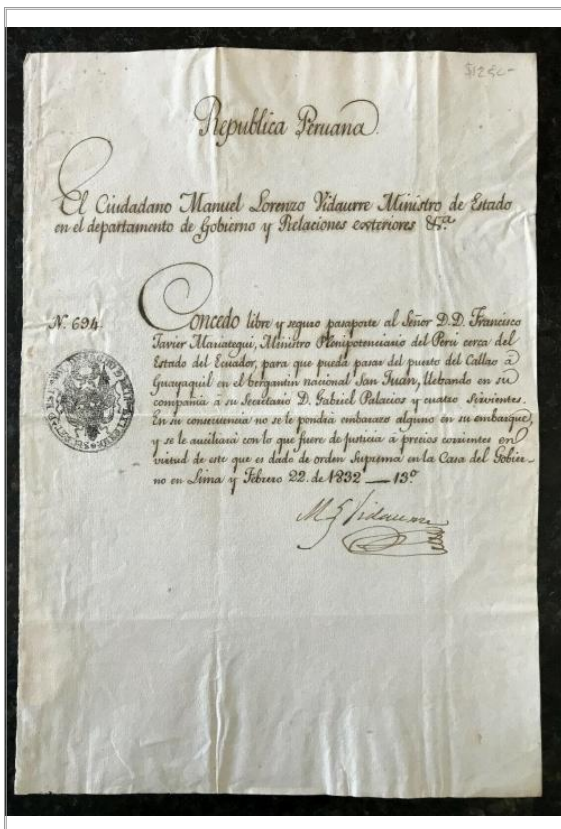 $1250-
Republica Peruana.
El Ciudadano Manuel Lorenzo Vidaurre Ministro de Estado
en el departamento de Gobierno y Relaciones exteriores &ª.
N. 694.
Concedo libre y seguro pasaporte al Señor D.D. Francisco
Javier Mariategui, Ministro Plenipotenciario del Perú cerca del
Estado del Ecuador, para que pueda pasar del puerto del Callao á
Guayaquil en el bergantin nacional San Juan, llebando en su
compañia á su Secretario D. Gabriel Palacios y cuatro sirvientes.
En su consecuencia no se le pondrá embarazo alguno en su embarque,
y se le auxiliará con lo que fuere de justicia á precios corrientes en
virtud de este que es dado de orden Suprema en la Casa del Gobier-
no en Lima y Febrero 22. de 1832 — 13º
M L Vidaurre